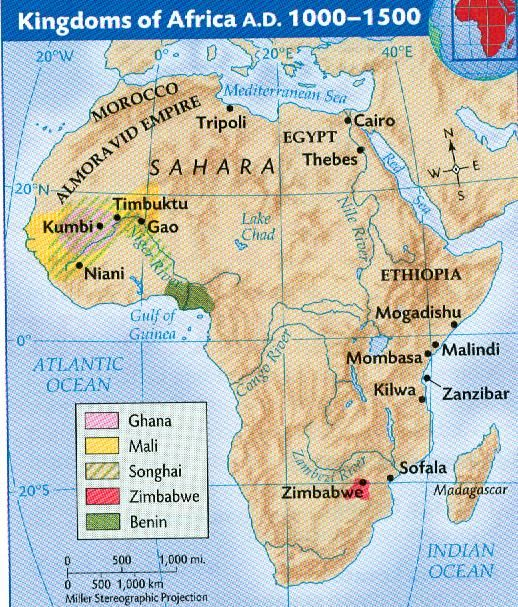 Kingdoms of Africa A.D. 1000–1500
20°W
0°
20°E
40°E
MOROCCO
ALMORAVID EMPIRE
Mediterranean Sea
Tripoli
Cairo
EGYPT
Thebes
SAHARA
Red
Sea
N
W E
S
20°N
Timbuktu
Kumbi
Gao
Niger River
Lake
Chad
Nile River
Niani
ETHIOPIA
Gulf of
Guinea
Mogadishu
0°
Congo River
Malindi
Mombasa
ATLANTIC
OCEAN
Kilwa
Zanzibar
Ghana
Mali
Songhai
Zimbabwe
Benin
Zambezi River
Sofala
20°S
Zimbabwe
Madagascar
INDIAN
OCEAN
0 500 1,000 mi.
0 500 1,000 km
Miller Stereographic Projection